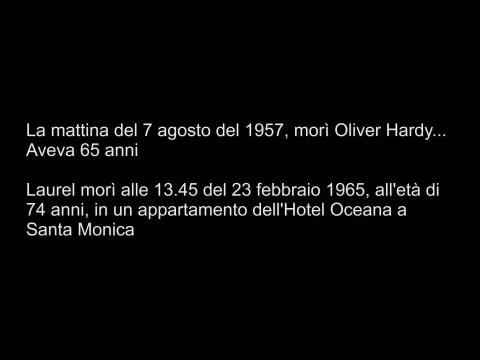 La mattina del 7 agosto del 1957, morì Oliver Hardy...
Aveva 65 anni
Laurel morì alle 13.45 del 23 febbraio 1965, all'età di
74 anni, in un appartamento dell'Hotel Oceana a
Santa Monica